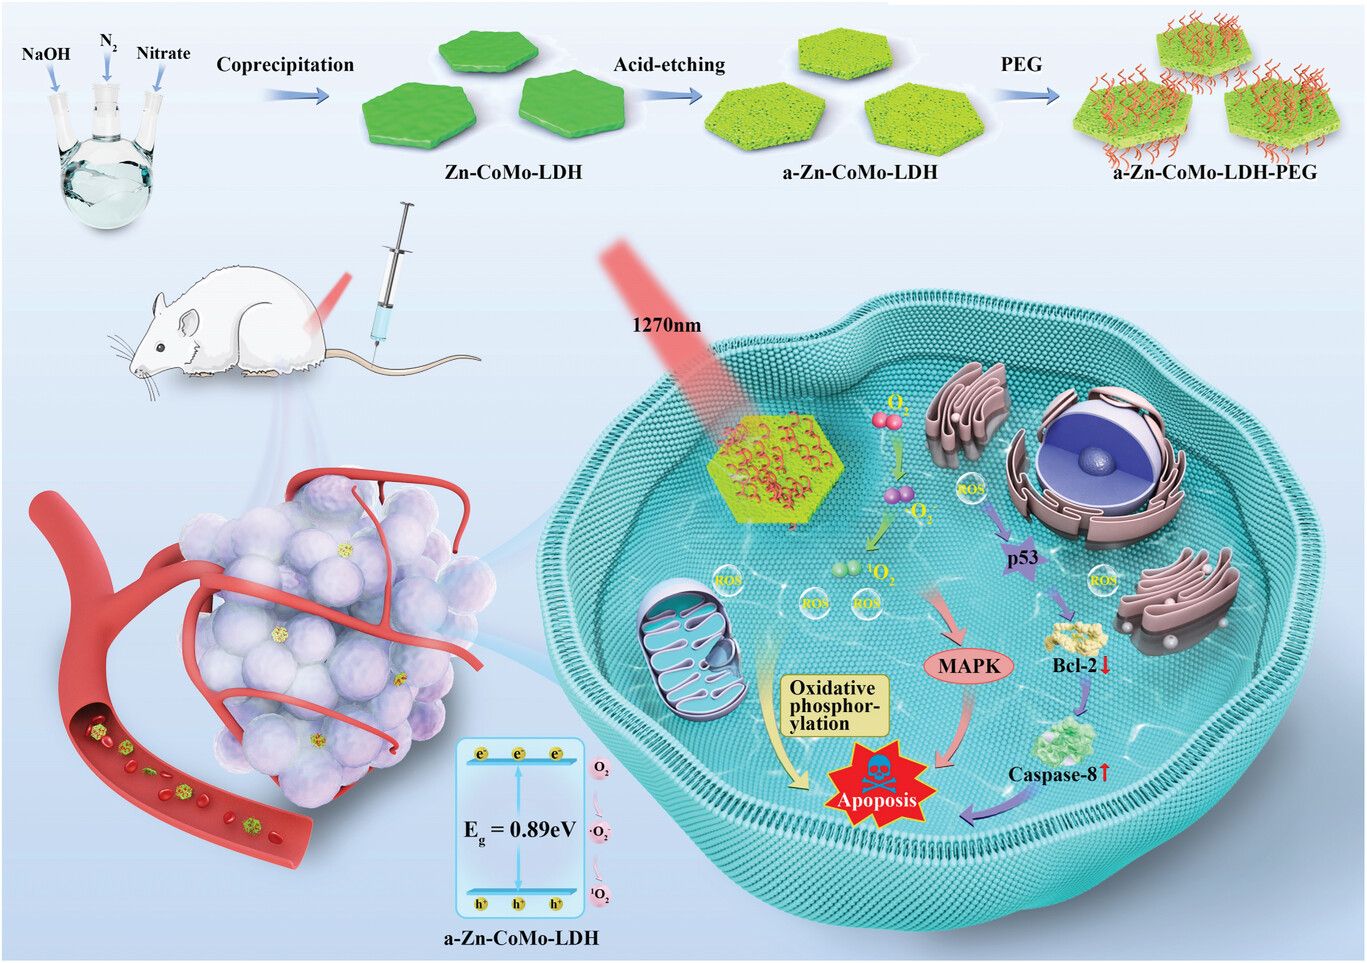 NaOH
N2
Nitrate
Coprecipitation
Acid-etching
PEG
Zn-CoMo-LDH
a-Zn-CoMo-LDH
a-Zn-CoMo-LDH-PEG
1270nm
O2
·O2
1O2
ROS
ROS
ROS
ROS
ROS
p53
MAPK
Bcl-2↓
Caspase-8↑
Oxidative
phosphor-
ylation
Apoposis
e- e- e-
Eg = 0.89eV
h+ h+ h+
O2
·O2-
1O2
a-Zn-CoMo-LDH